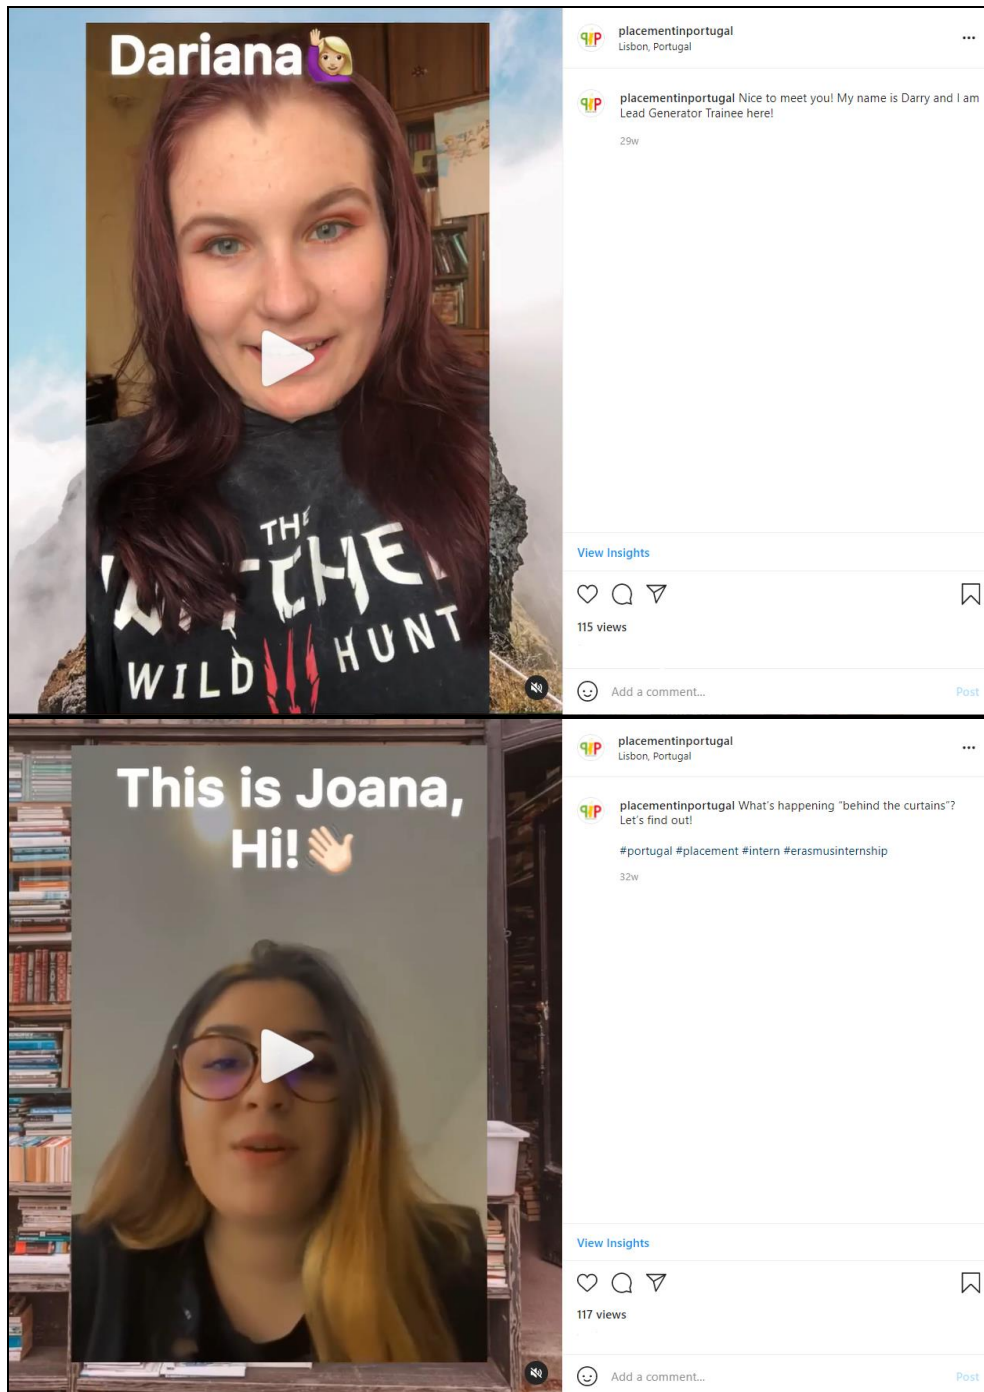 Dariana🙋🏼‍♀️
THE
WILD HUNT
placementinportugal
Lisbon, Portugal
placementinportugal Nice to meet you! My name is Darry and I am
Lead Generator Trainee here!
29w
View Insights
115 views
Add a comment...
Post
This is Joana,
Hi!👋🏻
placementinportugal
Lisbon, Portugal
placementinportugal What's happening "behind the curtains"?
Let's find out!
#portugal #placement #intern #erasmusinternship
32w
View Insights
117 views
Add a comment...
Post